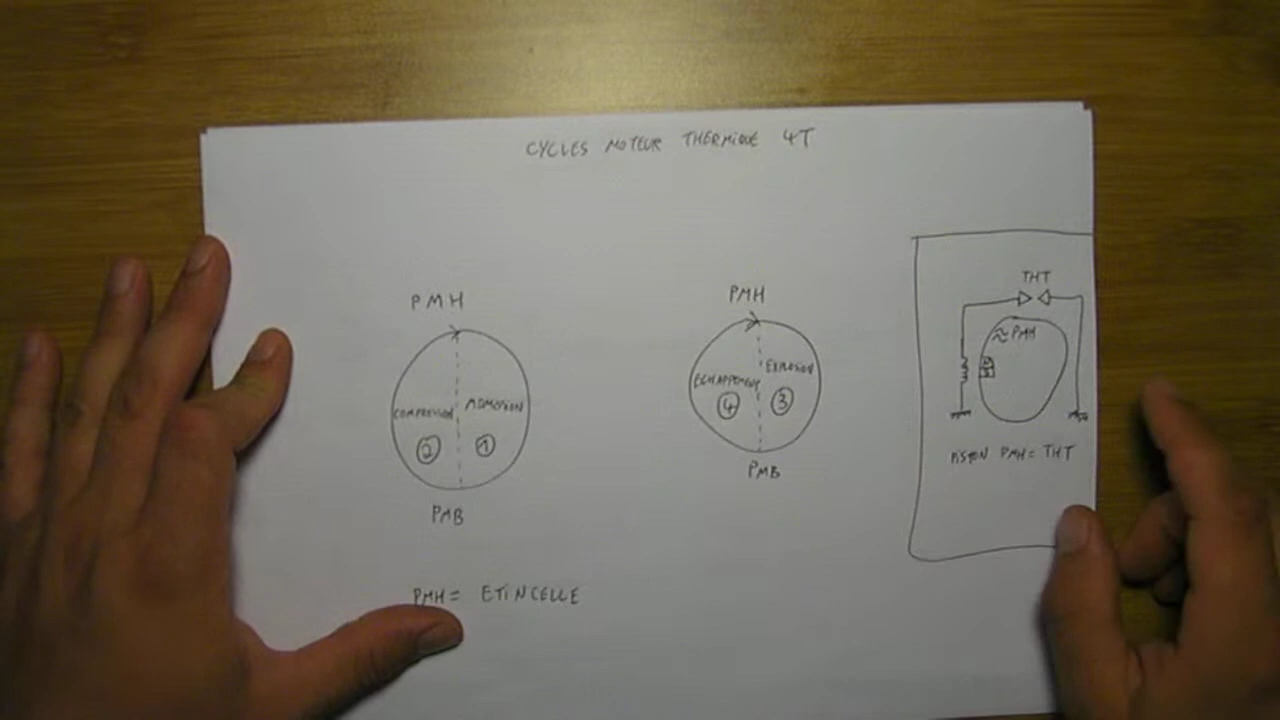 CYCLES MOTEUR THERMIQUE 4T
PMH
COMPRESSION
ADMISSION
2
1
PMB
PMH = ETINCELLE
PMH
ECHAPPEMENT
EXPLOSION
4
3
PMB
THT
≈ PMH
PISTON PMH = THT